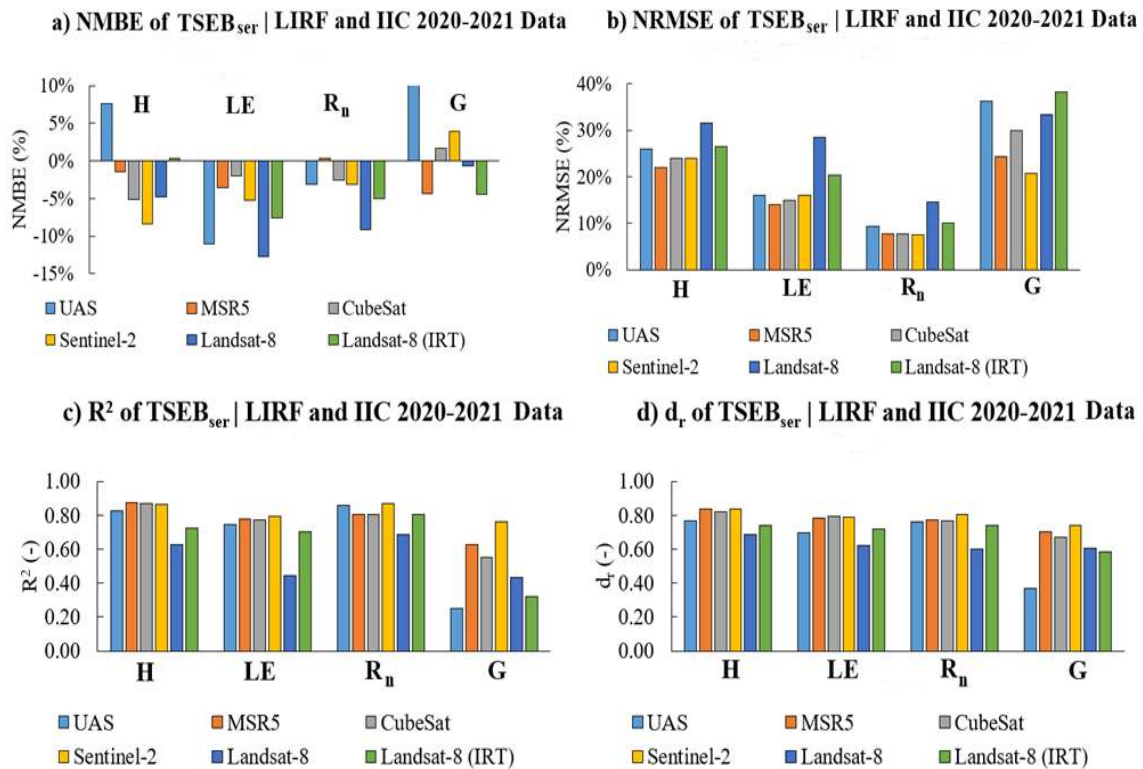 a) NMBE of TSEBser | LIRF and IIC 2020-2021 Data
NMBE (%)
10%
5%
0%
-5%
-10%
-15%
H LE Rn G
UAS MSR5 CubeSat
Sentinel-2 Landsat-8 Landsat-8 (IRT)
b) NRMSE of TSEBser | LIRF and IIC 2020-2021 Data
NRMSE (%)
40%
30%
20%
10%
0%
H LE Rn G
UAS MSR5 CubeSat
Sentinel-2 Landsat-8 Landsat-8 (IRT)
c) R² of TSEBser | LIRF and IIC 2020-2021 Data
R² (-)
1.00
0.80
0.60
0.40
0.20
0.00
H LE Rn G
UAS MSR5 CubeSat
Sentinel-2 Landsat-8 Landsat-8 (IRT)
d) dr of TSEBser | LIRF and IIC 2020-2021 Data
dr (-)
1.00
0.80
0.60
0.40
0.20
0.00
H LE Rn G
UAS MSR5 CubeSat
Sentinel-2 Landsat-8 Landsat-8 (IRT)